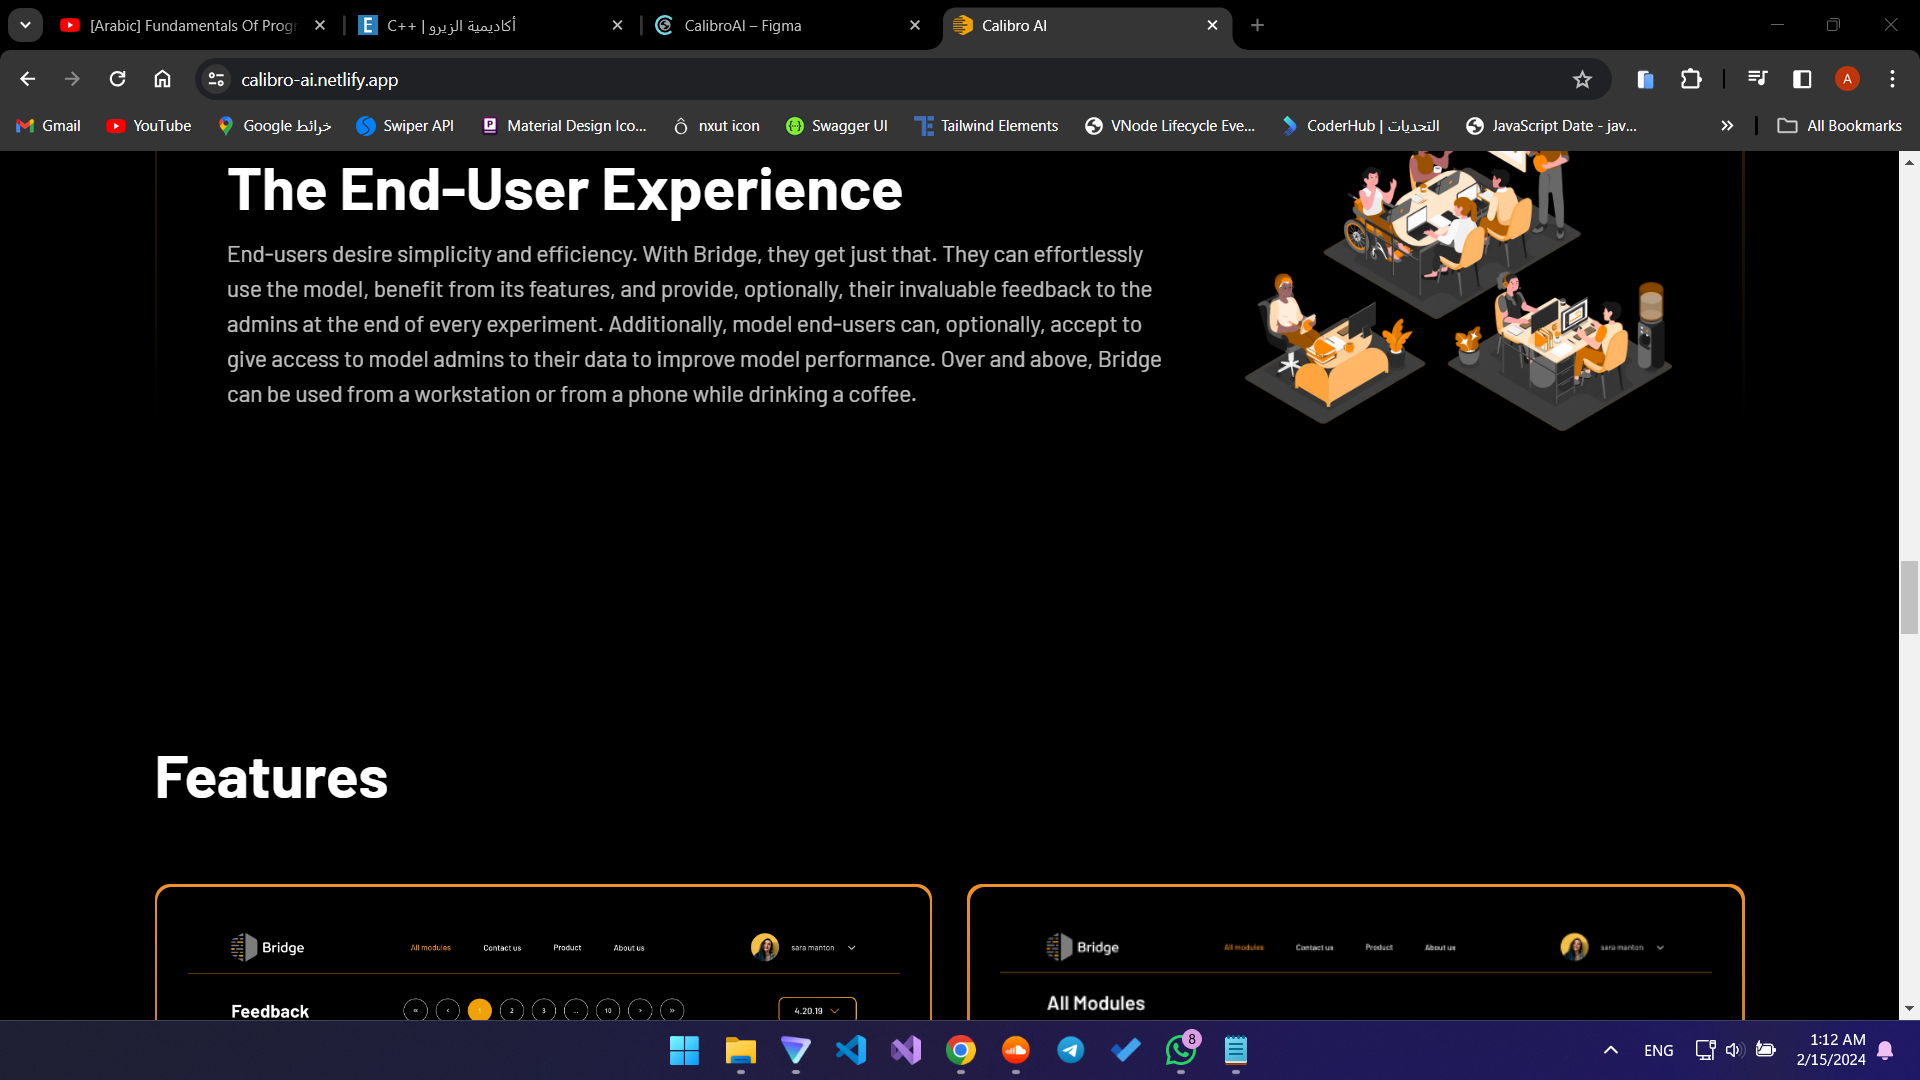 [Arabic] Fundamentals Of Progr
C++ | أكاديمية الزيرو
CalibroAI – Figma
Calibro AI
calibro-ai.netlify.app
A
Gmail
YouTube
Google خرائط
Swiper API
Material Design Ico...
nxut icon
Swagger UI
Tailwind Elements
VNode Lifecycle Eve...
CoderHub | التحديات
JavaScript Date - jav...
All Bookmarks
The End-User Experience
End-users desire simplicity and efficiency. With Bridge, they get just that. They can effortlessly
use the model, benefit from its features, and provide, optionally, their invaluable feedback to the
admins at the end of every experiment. Additionally, model end-users can, optionally, accept to
give access to model admins to their data to improve model performance. Over and above, Bridge
can be used from a workstation or from a phone while drinking a coffee.
Features
Bridge
All modules
Contact us
Product
About us
sara manton
Feedback
« ‹ 1 2 3 ... 10 › »
4.20.19
Bridge
All modules
Contact us
Product
About us
sara manton
All Modules
8
ENG
1:12 AM
2/15/2024